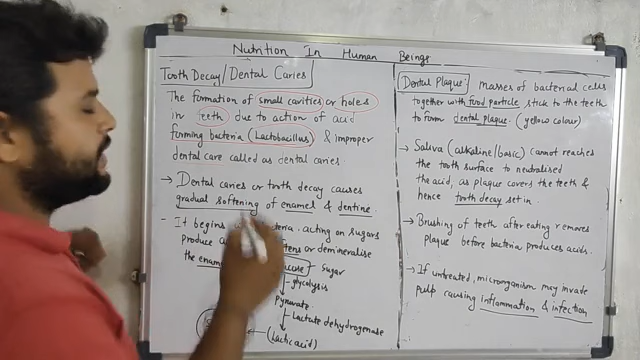 Nutrition In Human Beings
Tooth Decay/Dental Caries
The formation of small cavities or holes
in teeth due to action of acid
forming bacteria (Lactobacillus) & improper
dental care called as dental caries.
→ Dental caries or tooth decay causes
gradual softening of enamel & dentine.
- It begins bacteria acting on sugars
produce or demineralise
the → Sugar
glycolysis
Pyruvate
Lactate dehydrogenase
(Lactic acid)
Dental Plaque: masses of bacterial cells
together with food particle stick to the teeth
to form dental plaque. (yellow colour)
→ Saliva (alkaline/basic) cannot reaches
the tooth surface to neutralised
the acid, as plaque covers the teeth &
hence tooth decay set in.
→ Brushing of teeth after eating removes
Plaque before bacteria produces acids.
→ If untreated, microorganism may invade
pulp causing inflammation & infection.